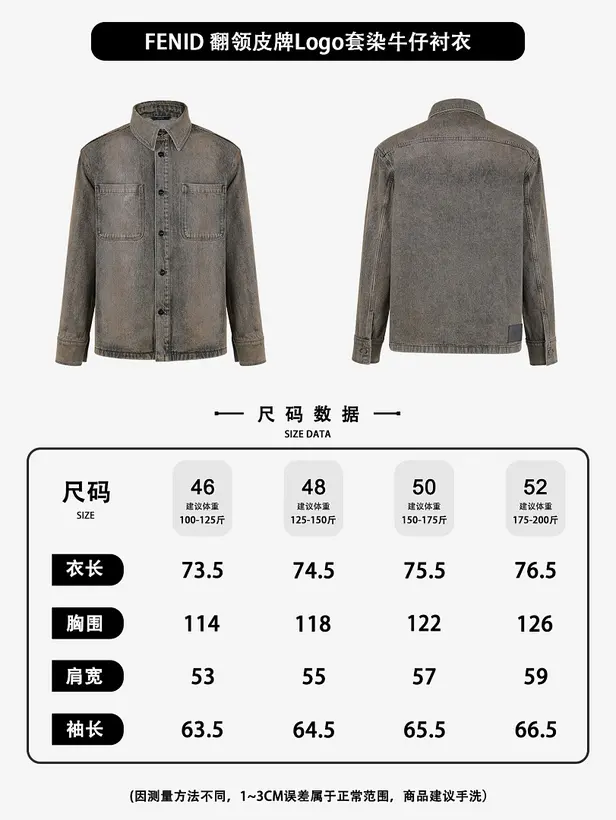 FENID 翻领皮牌Logo套染牛仔衬衣
尺码数据
SIZE DATA
尺码 46 48 50 52
SIZE 建议体重 建议体重 建议体重 建议体重
100-125斤 125-150斤 150-175斤 175-200斤
衣长 73.5 74.5 75.5 76.5
胸围 114 118 122 126
肩宽 53 55 57 59
袖长 63.5 64.5 65.5 66.5
(因测量方法不同，1~3CM误差属于正常范围，商品建议手洗)